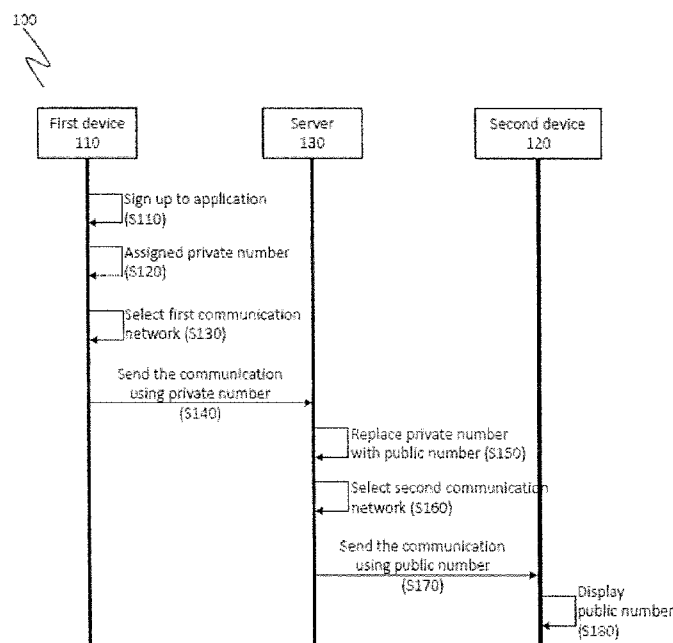 100
First device
110
Server
130
Second device
120
Sign up to application
(S110)
Assigned private number
(S120)
Select first communication
network (S130)
Send the communication
using private number
(S140)
Replace private number
with public number (S150)
Select second communication
network (S160)
Send the communication
using public number
(S170)
Display
public number
(S180)